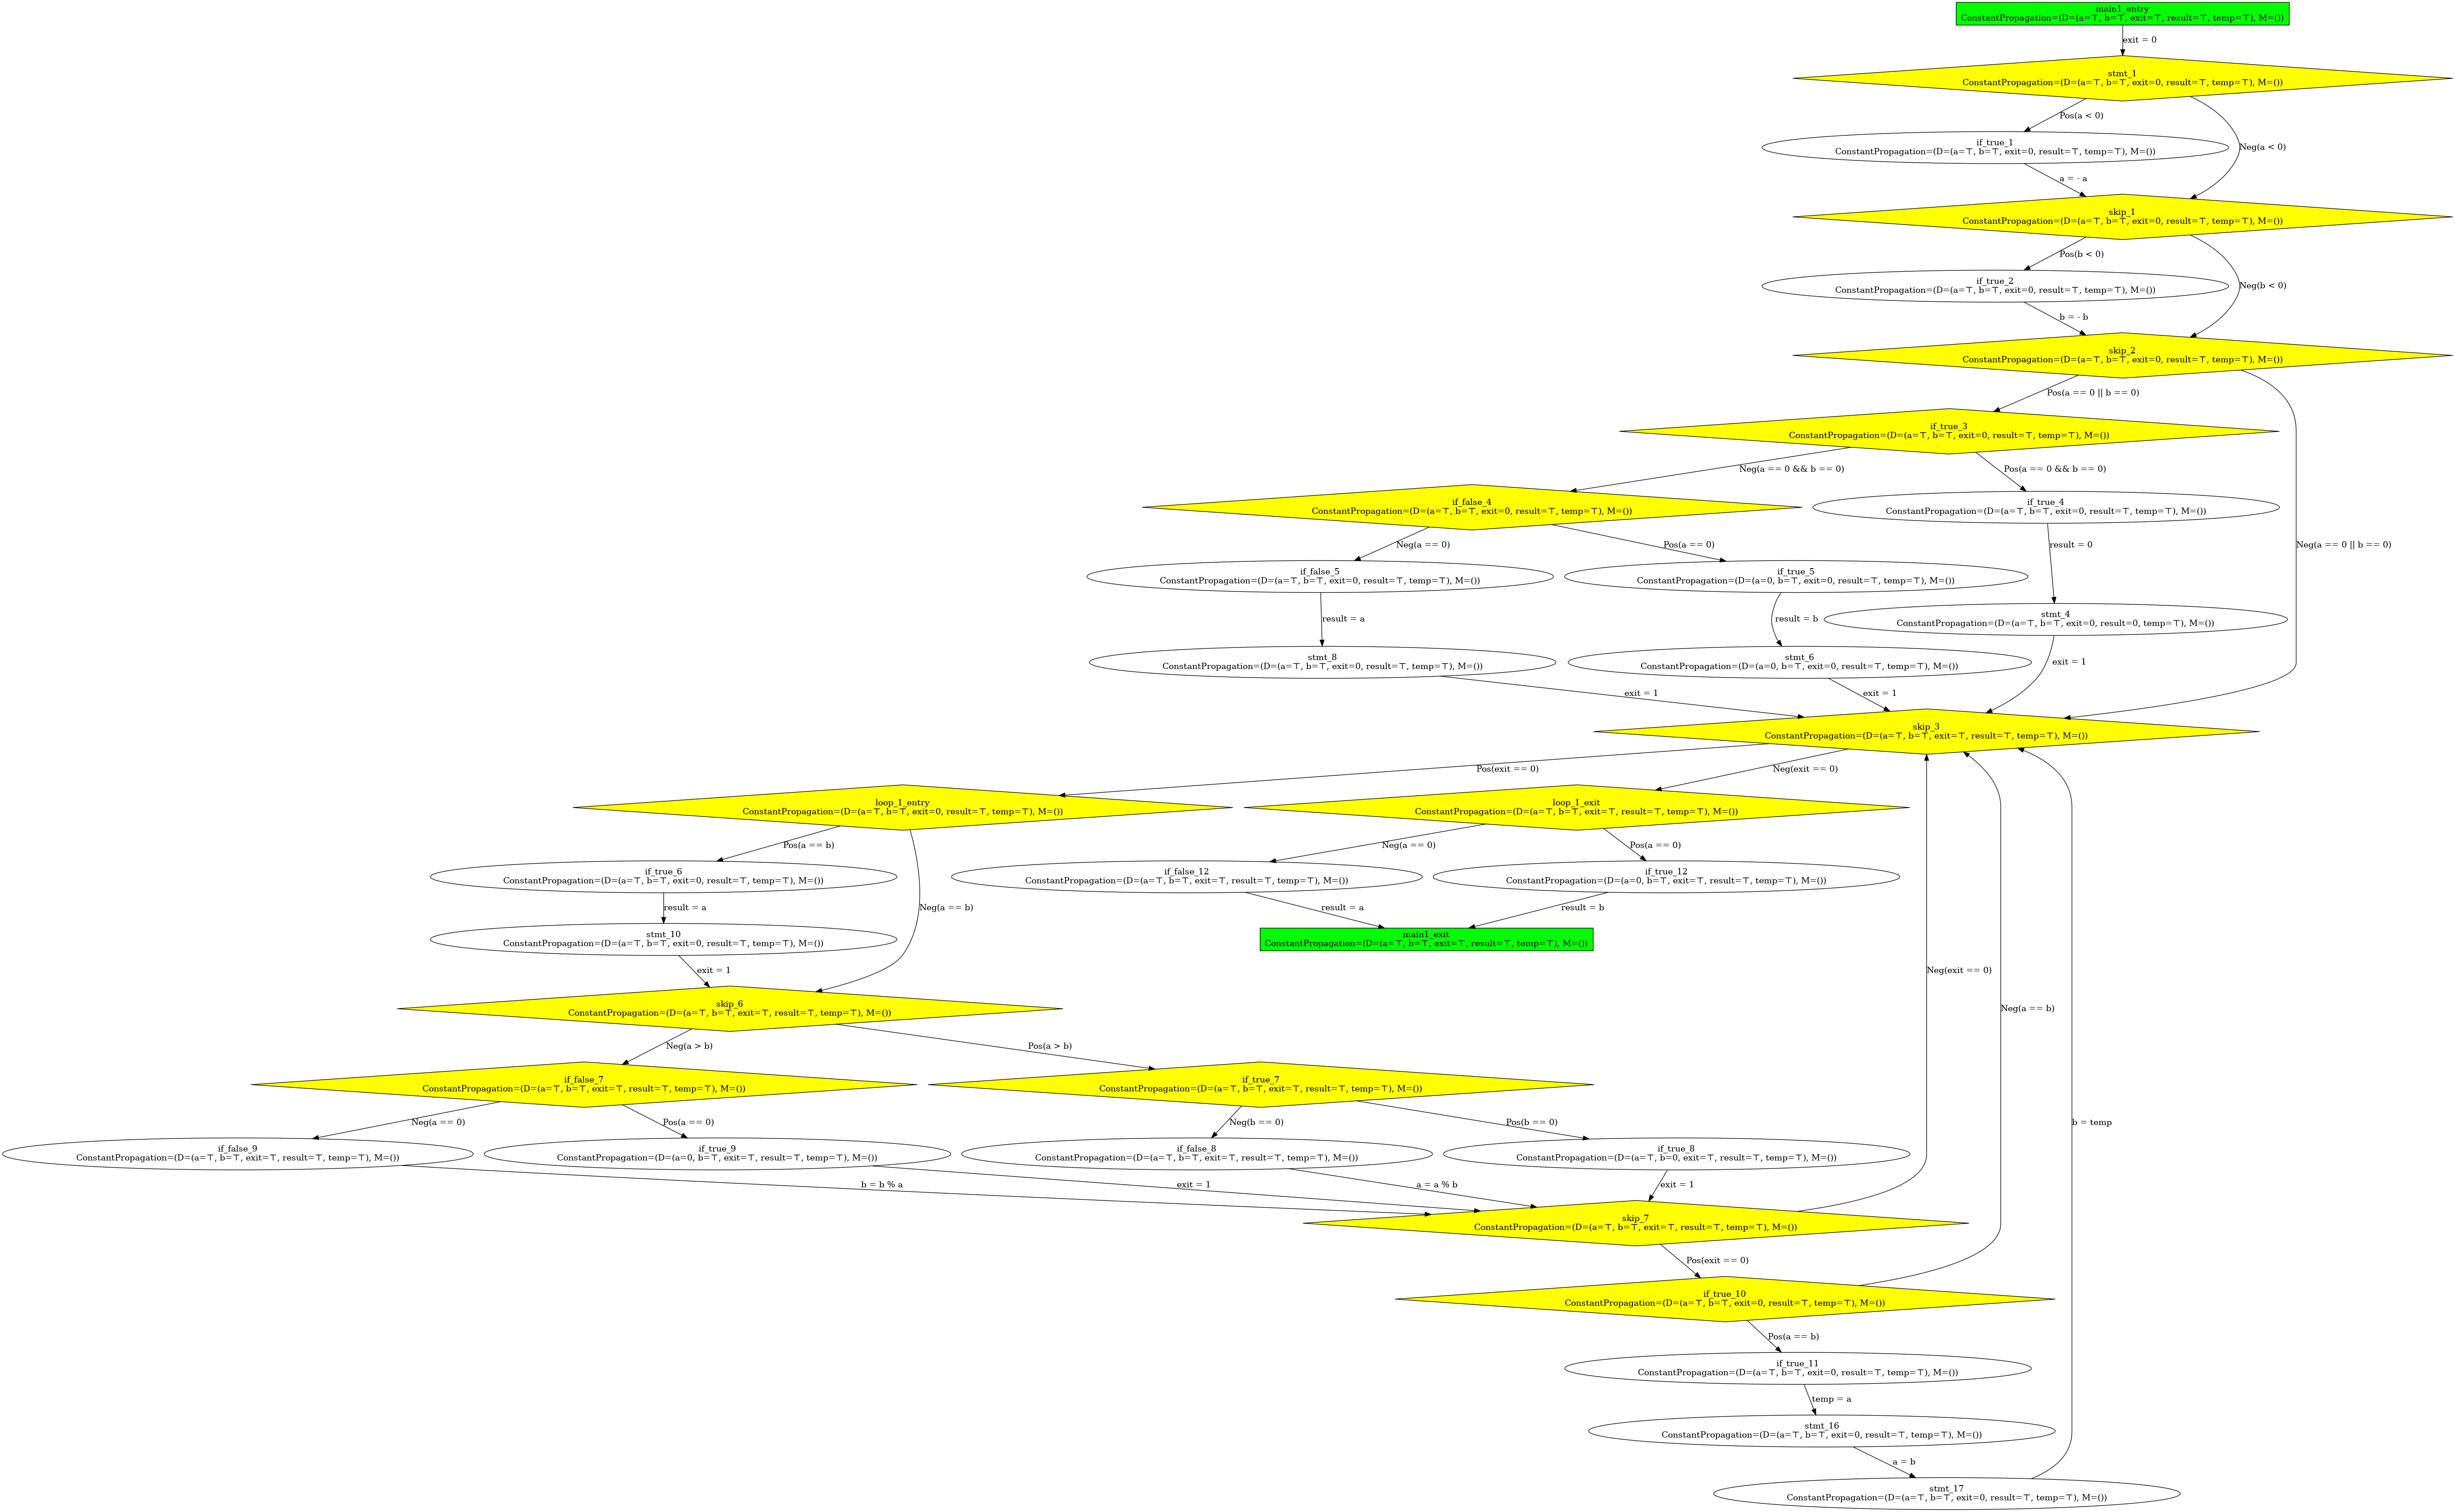 main1_entry
ConstantPropagation=(D=(a=⊤, b=⊤, exit=⊤, result=⊤, temp=⊤), M=())
exit = 0
stmt_1
ConstantPropagation=(D=(a=⊤, b=⊤, exit=0, result=⊤, temp=⊤), M=())
Pos(a < 0)
Neg(a < 0)
if_true_1
ConstantPropagation=(D=(a=⊤, b=⊤, exit=0, result=⊤, temp=⊤), M=())
a = - a
skip_1
ConstantPropagation=(D=(a=⊤, b=⊤, exit=0, result=⊤, temp=⊤), M=())
Pos(b < 0)
Neg(b < 0)
if_true_2
ConstantPropagation=(D=(a=⊤, b=⊤, exit=0, result=⊤, temp=⊤), M=())
b = - b
skip_2
ConstantPropagation=(D=(a=⊤, b=⊤, exit=0, result=⊤, temp=⊤), M=())
Pos(a == 0 || b == 0)
if_true_3
ConstantPropagation=(D=(a=⊤, b=⊤, exit=0, result=⊤, temp=⊤), M=())
Neg(a == 0 && b == 0)
Pos(a == 0 && b == 0)
if_false_4
ConstantPropagation=(D=(a=⊤, b=⊤, exit=0, result=⊤, temp=⊤), M=())
if_true_4
ConstantPropagation=(D=(a=⊤, b=⊤, exit=0, result=⊤, temp=⊤), M=())
Neg(a == 0)
Pos(a == 0)
result = 0
Neg(a == 0 || b == 0)
if_false_5
ConstantPropagation=(D=(a=⊤, b=⊤, exit=0, result=⊤, temp=⊤), M=())
if_true_5
ConstantPropagation=(D=(a=0, b=⊤, exit=0, result=⊤, temp=⊤), M=())
result = a
result = b
stmt_4
ConstantPropagation=(D=(a=⊤, b=⊤, exit=0, result=0, temp=⊤), M=())
stmt_8
ConstantPropagation=(D=(a=⊤, b=⊤, exit=0, result=⊤, temp=⊤), M=())
stmt_6
ConstantPropagation=(D=(a=0, b=⊤, exit=0, result=⊤, temp=⊤), M=())
exit = 1
exit = 1
exit = 1
skip_3
ConstantPropagation=(D=(a=⊤, b=⊤, exit=⊤, result=⊤, temp=⊤), M=())
Pos(exit == 0)
Neg(exit == 0)
loop_1_entry
ConstantPropagation=(D=(a=⊤, b=⊤, exit=0, result=⊤, temp=⊤), M=())
loop_1_exit
ConstantPropagation=(D=(a=⊤, b=⊤, exit=⊤, result=⊤, temp=⊤), M=())
Pos(a == b)
Neg(a == 0)
Pos(a == 0)
if_true_6
ConstantPropagation=(D=(a=⊤, b=⊤, exit=0, result=⊤, temp=⊤), M=())
if_false_12
ConstantPropagation=(D=(a=⊤, b=⊤, exit=⊤, result=⊤, temp=⊤), M=())
if_true_12
ConstantPropagation=(D=(a=0, b=⊤, exit=⊤, result=⊤, temp=⊤), M=())
result = a
Neg(a == b)
result = a
result = b
stmt_10
ConstantPropagation=(D=(a=⊤, b=⊤, exit=0, result=⊤, temp=⊤), M=())
main1_exit
ConstantPropagation=(D=(a=⊤, b=⊤, exit=⊤, result=⊤, temp=⊤), M=())
exit = 1
Neg(exit == 0)
skip_6
ConstantPropagation=(D=(a=⊤, b=⊤, exit=⊤, result=⊤, temp=⊤), M=())
Neg(a == b)
Neg(a > b)
Pos(a > b)
if_false_7
ConstantPropagation=(D=(a=⊤, b=⊤, exit=⊤, result=⊤, temp=⊤), M=())
if_true_7
ConstantPropagation=(D=(a=⊤, b=⊤, exit=⊤, result=⊤, temp=⊤), M=())
Neg(a == 0)
Pos(a == 0)
Neg(b == 0)
Pos(b == 0)
b = temp
if_false_9
ConstantPropagation=(D=(a=⊤, b=⊤, exit=⊤, result=⊤, temp=⊤), M=())
if_true_9
ConstantPropagation=(D=(a=0, b=⊤, exit=⊤, result=⊤, temp=⊤), M=())
if_false_8
ConstantPropagation=(D=(a=⊤, b=⊤, exit=⊤, result=⊤, temp=⊤), M=())
if_true_8
ConstantPropagation=(D=(a=⊤, b=0, exit=⊤, result=⊤, temp=⊤), M=())
b = b % a
exit = 1
a = a % b
exit = 1
skip_7
ConstantPropagation=(D=(a=⊤, b=⊤, exit=⊤, result=⊤, temp=⊤), M=())
Pos(exit == 0)
if_true_10
ConstantPropagation=(D=(a=⊤, b=⊤, exit=0, result=⊤, temp=⊤), M=())
Pos(a == b)
if_true_11
ConstantPropagation=(D=(a=⊤, b=⊤, exit=0, result=⊤, temp=⊤), M=())
temp = a
stmt_16
ConstantPropagation=(D=(a=⊤, b=⊤, exit=0, result=⊤, temp=⊤), M=())
a = b
stmt_17
ConstantPropagation=(D=(a=⊤, b=⊤, exit=0, result=⊤, temp=⊤), M=())